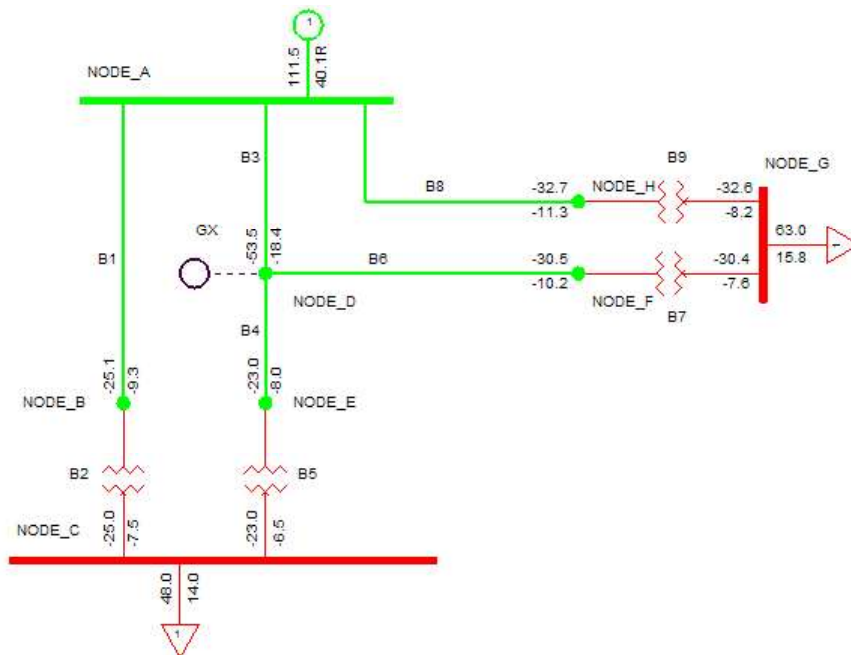 1
111.5
40.1R
NODE_A
B3
B8
-32.7
-11.3
NODE_H
B9
-32.6
-8.2
NODE_G
63.0
15.8
1
GX
-53.5
-18.4
B1
B6
-30.5
-10.2
-30.4
-7.6
NODE_D
NODE_F
B7
B4
-25.1
-9.3
-23.0
-8.0
NODE_B
NODE_E
B2
B5
NODE_C
-25.0
-7.5
-23.0
-6.5
48.0
14.0
1